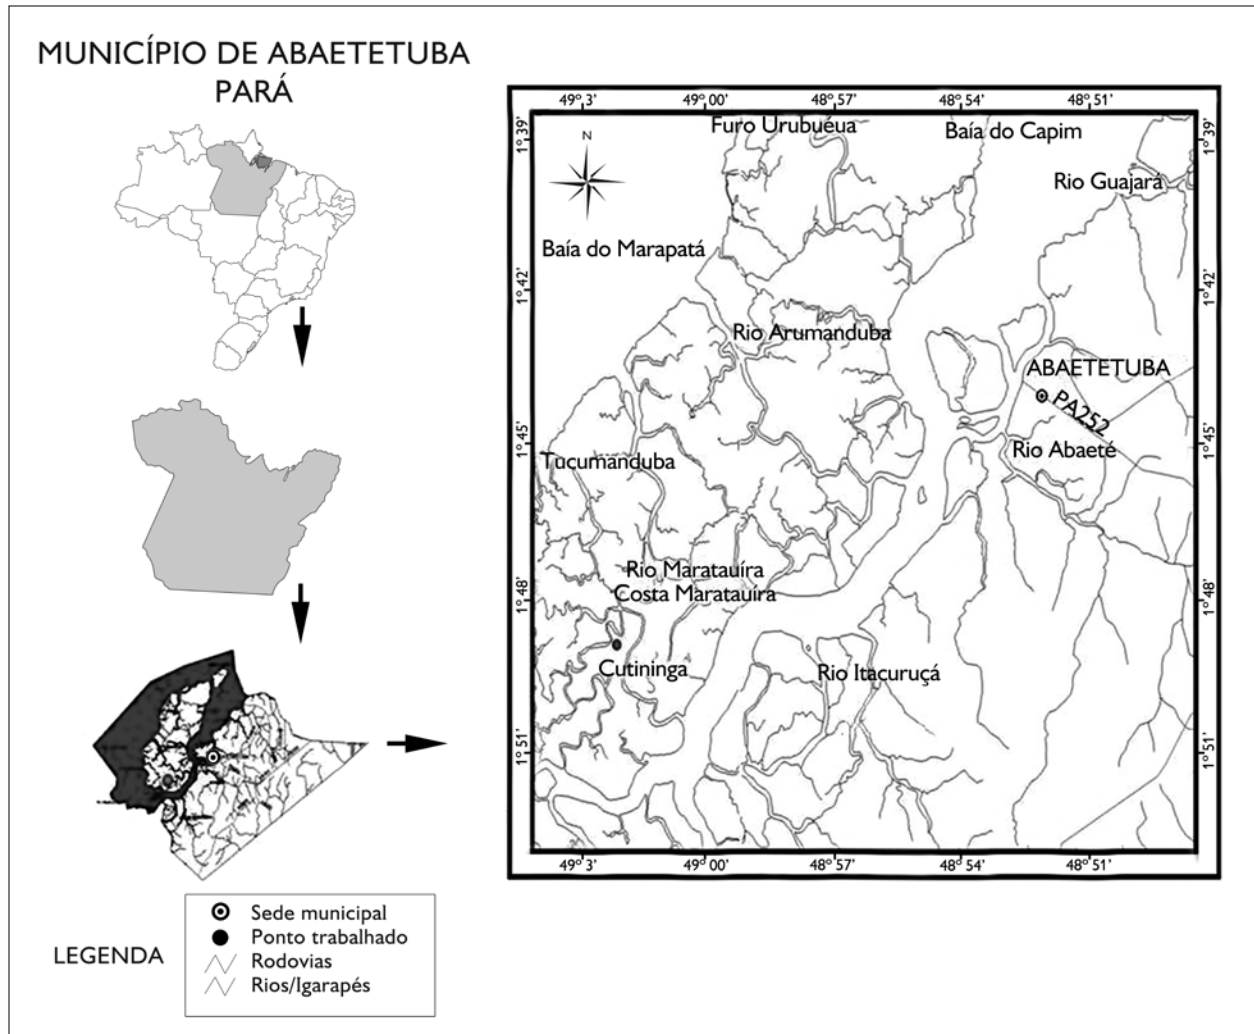 MUNICÍPIO DE ABAETETUBA
PARÁ
49° 3'
49° 00'
48° 57'
48° 54'
48° 51'
1° 39'
1° 42'
1° 45'
1° 48'
1° 51'
1° 39'
1° 42'
1° 45'
1° 48'
1° 51'
N
Furo Urubuéua
Baía do Capim
Rio Guajará
Baía do Marapatá
Rio Arumanduba
ABAETETUBA
PA252
Rio Abaeté
Tucumanduba
Rio Maratauíra
Costa Maratauíra
Cutininga
Rio Itacuruçá
49° 3'
49° 00'
48° 57'
48° 54'
48° 51'
LEGENDA
Sede municipal
Ponto trabalhado
Rodovias
Rios/Igarapés